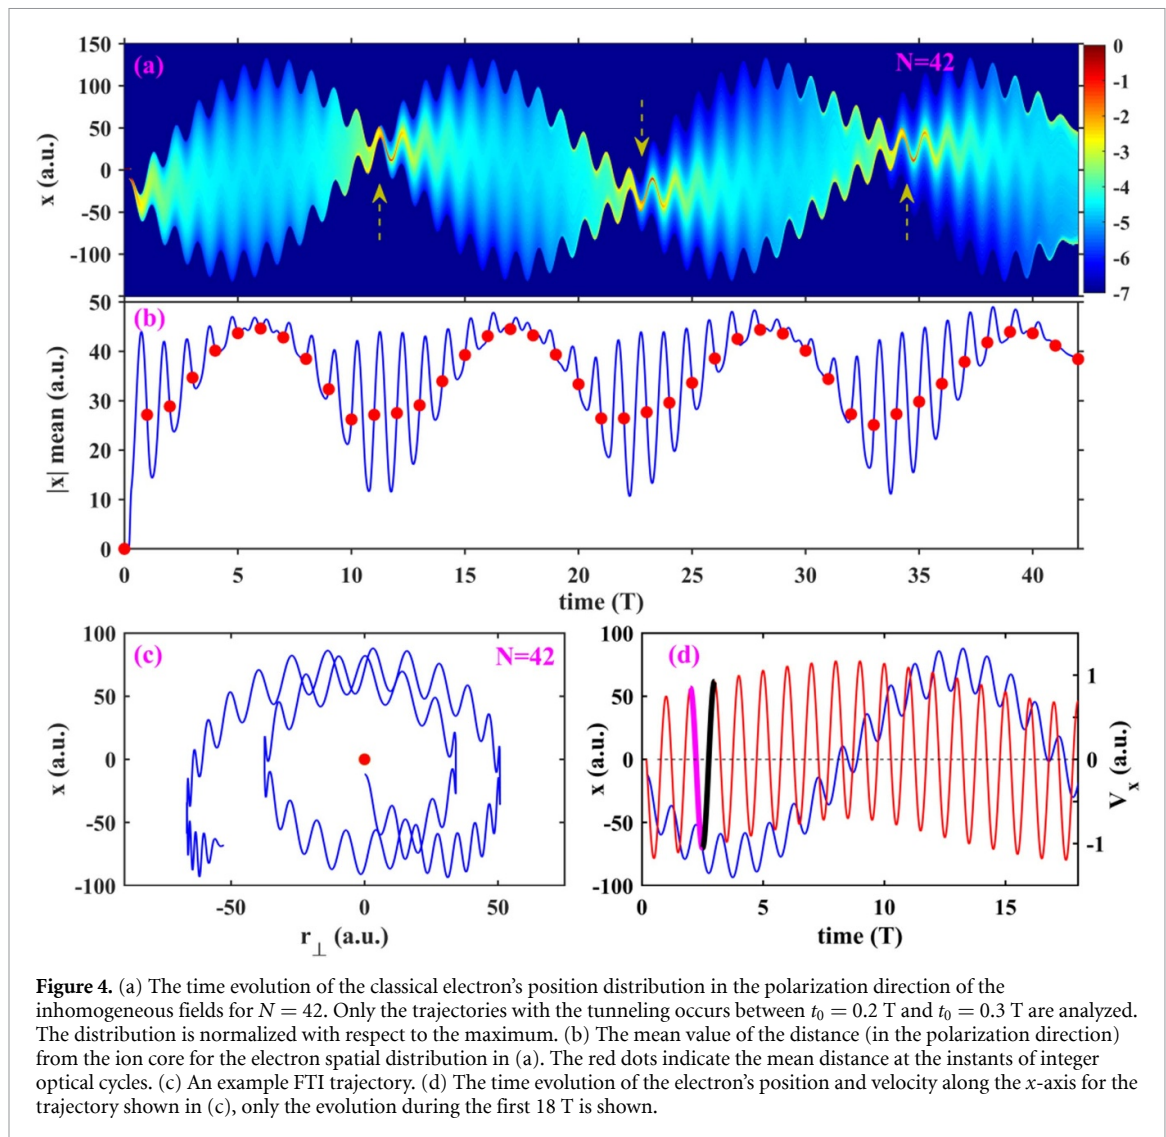 150
100
50
0
-50
-100
x (a.u.)
(a)
N=42
0
-1
-2
-3
-4
-5
-6
-7
50
40
30
20
10
0
|x| mean (a.u.)
(b)
0 5 10 15 20 25 30 35 40
time (T)
100
50
0
-50
-100
x (a.u.)
(c)
N=42
-50 0 50
r⊥ (a.u.)
100
50
0
-50
-100
x (a.u.)
(d)
1
0
-1
Vx (a.u.)
0 5 10 15
time (T)
Figure 4. (a) The time evolution of the classical electron's position distribution in the polarization direction of the
inhomogeneous fields for N = 42. Only the trajectories with the tunneling occurs between t0 = 0.2 T and t0 = 0.3 T are analyzed.
The distribution is normalized with respect to the maximum. (b) The mean value of the distance (in the polarization direction)
from the ion core for the electron spatial distribution in (a). The red dots indicate the mean distance at the instants of integer
optical cycles. (c) An example FTI trajectory. (d) The time evolution of the electron's position and velocity along the x-axis for the
trajectory shown in (c), only the evolution during the first 18 T is shown.